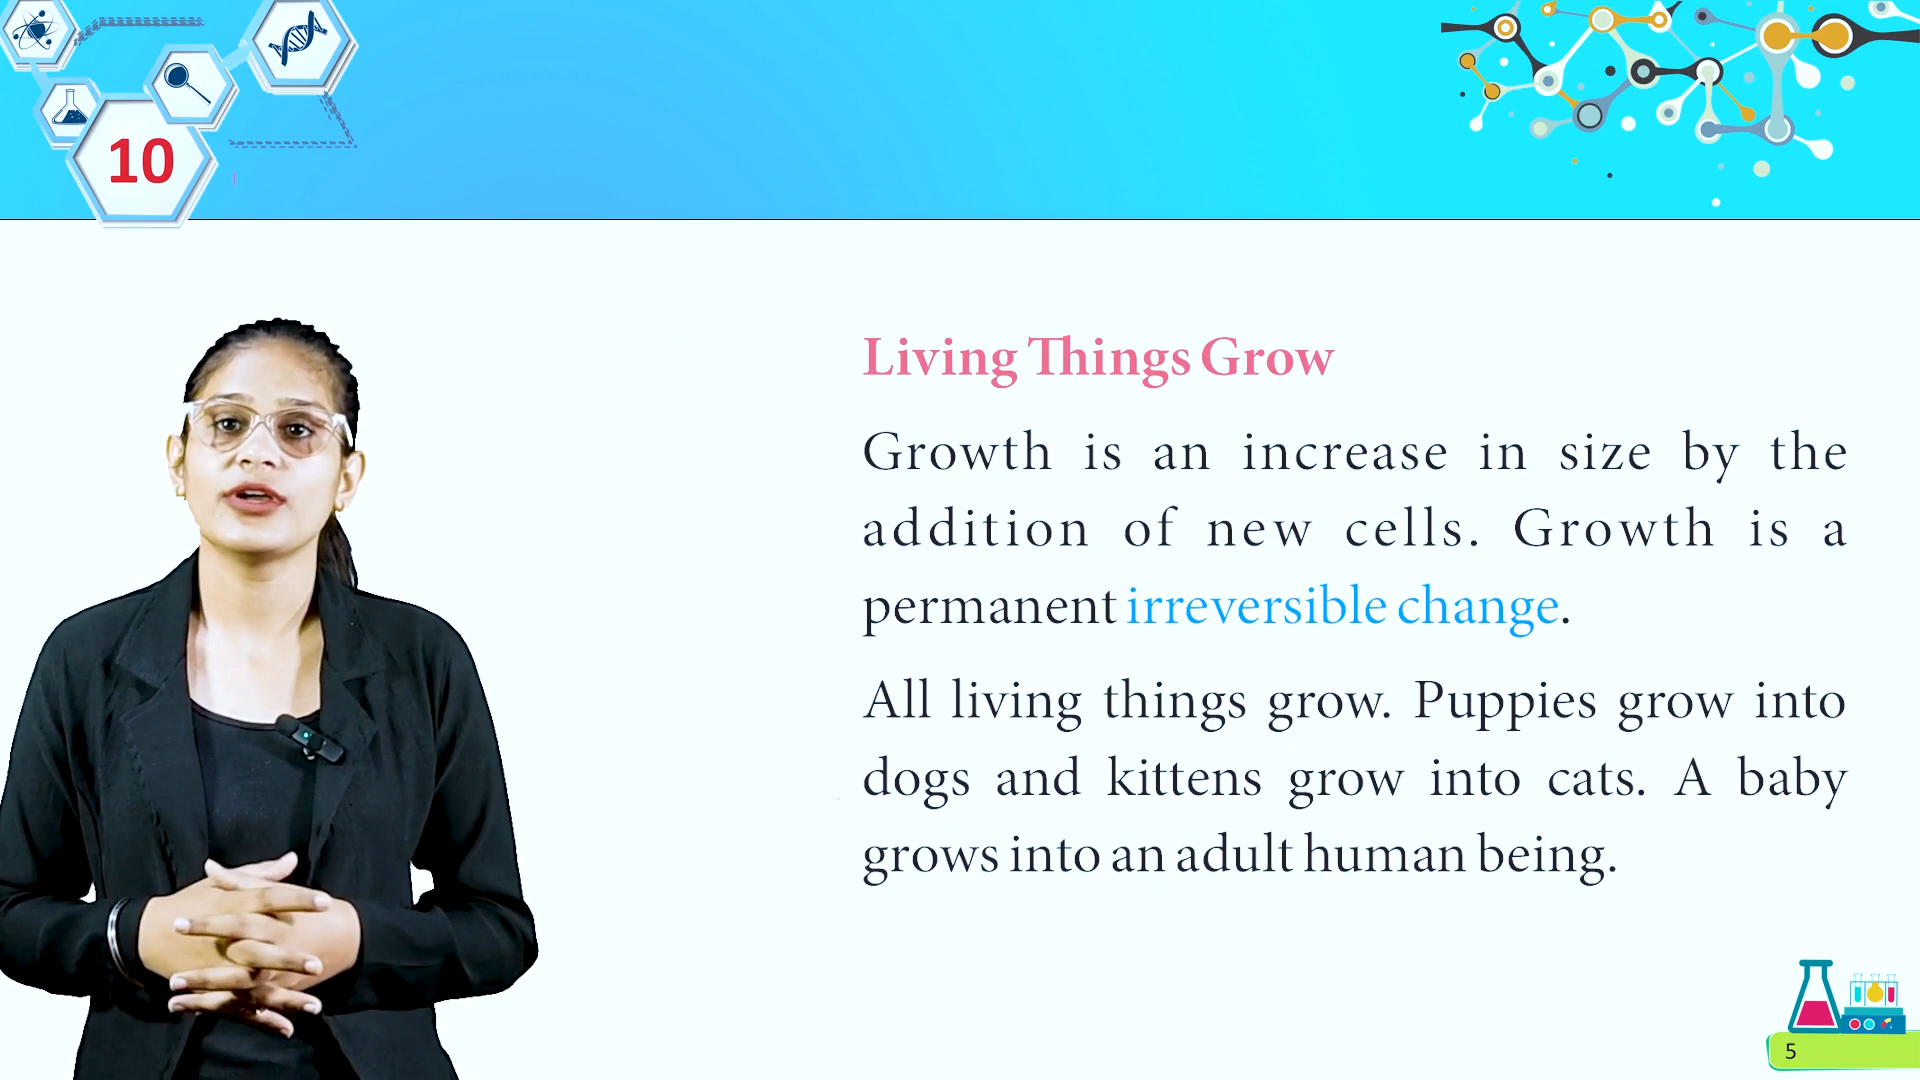 10
Living Things Grow
Growth is an increase in size by the
addition of new cells. Growth is a
permanent irreversible change.
All living things grow. Puppies grow into
dogs and kittens grow into cats. A baby
grows into an adult human being.
5